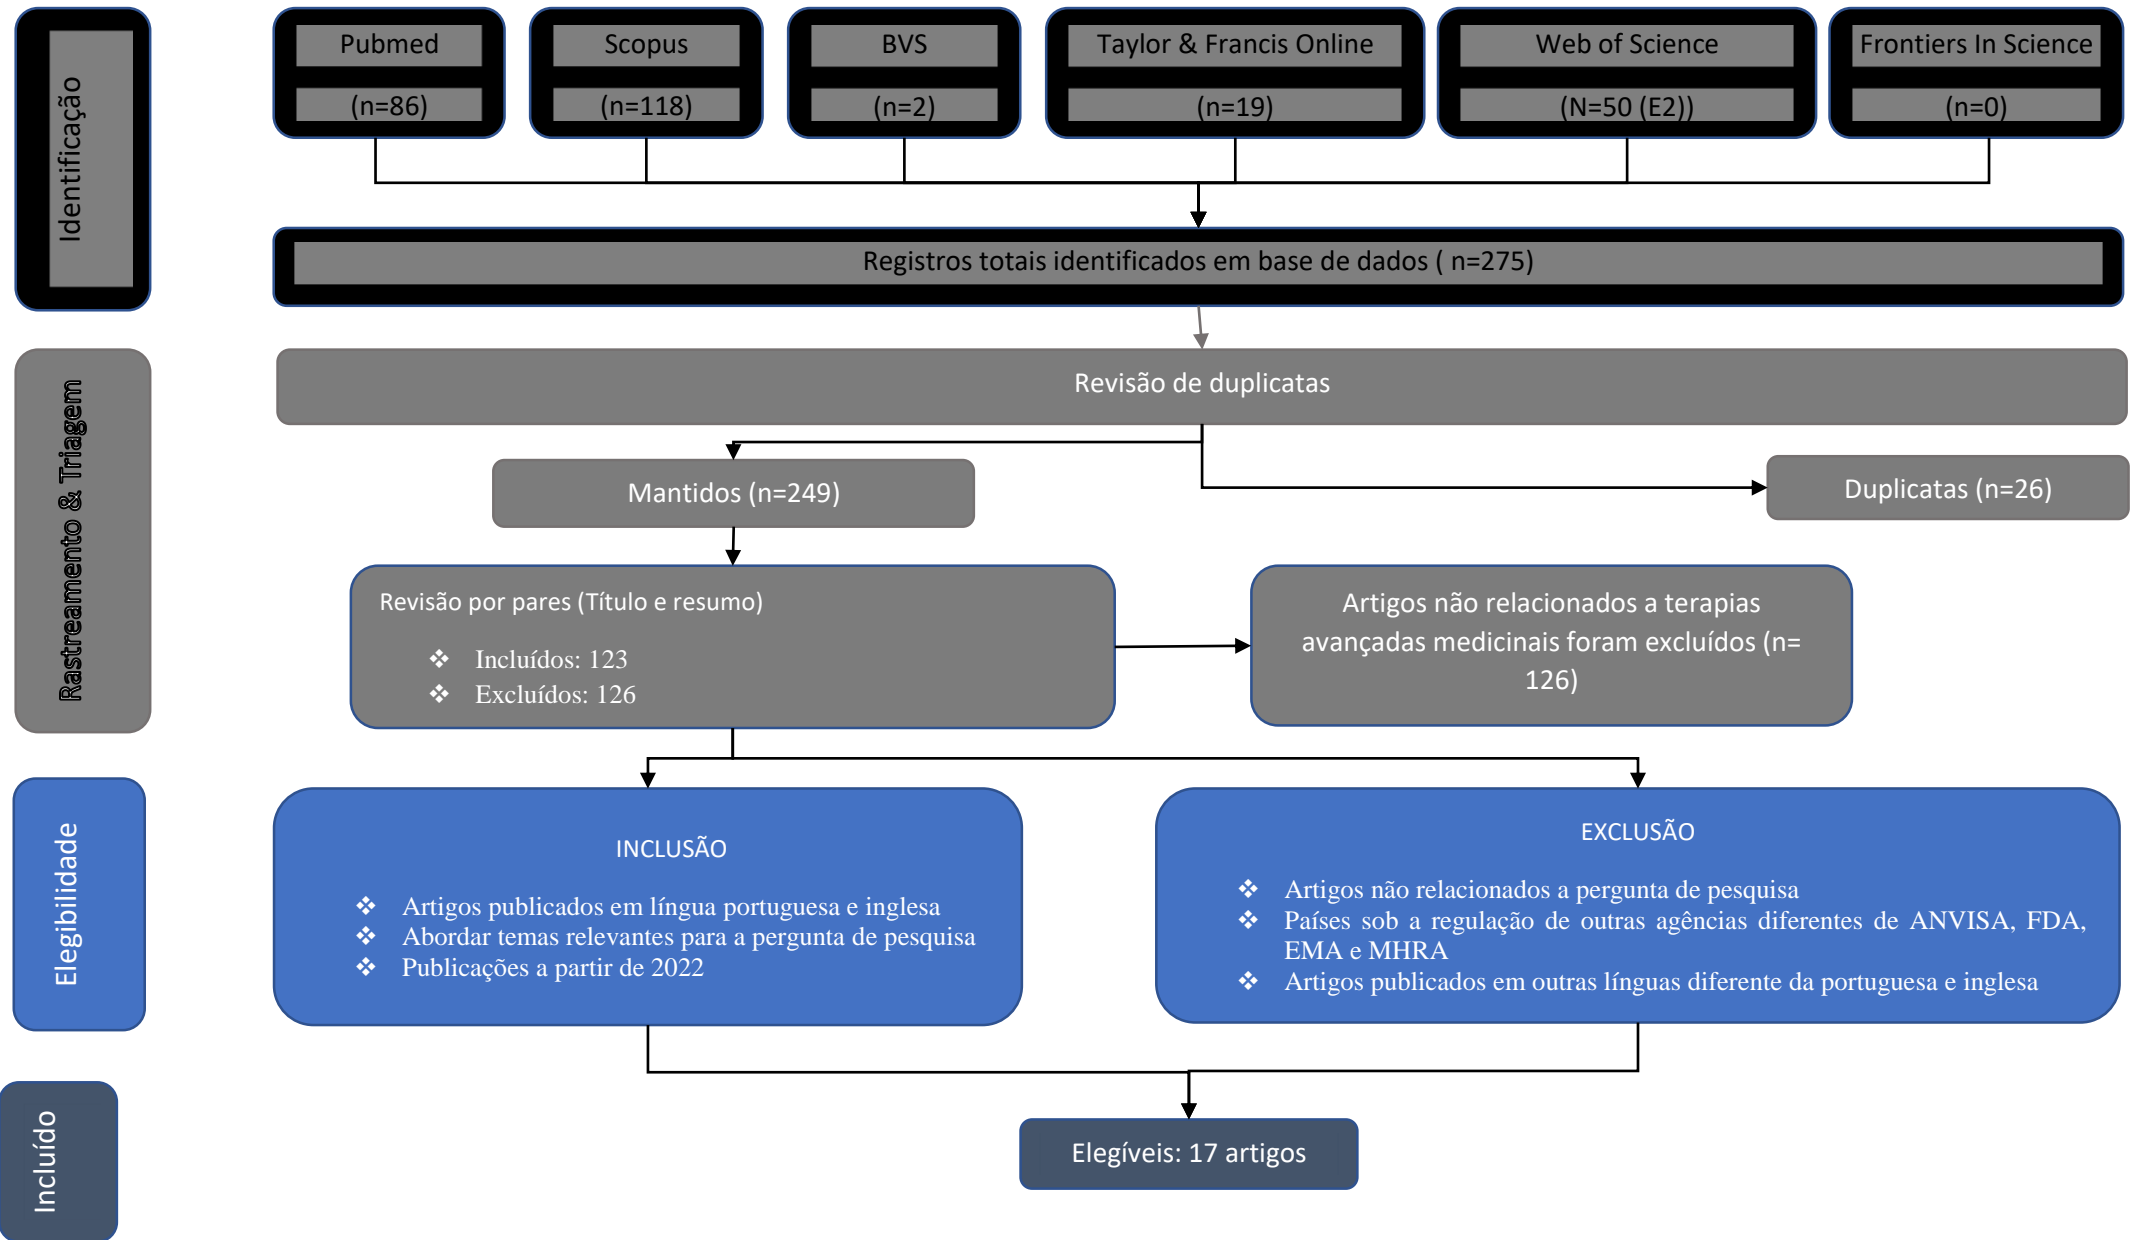 Identificação
Pubmed
(n=86)
Scopus
(n=118)
BVS
(n=2)
Taylor & Francis Online
(n=19)
Web of Science
(N=50 (E2))
Frontiers In Science
(n=0)
Registros totais identificados em base de dados ( n=275)
Rastreamento & Triagem
Revisão de duplicatas
Mantidos (n=249)
Duplicatas (n=26)
Revisão por pares (Título e resumo)
❖ Incluídos: 123
❖ Excluídos: 126
Artigos não relacionados a terapias
avançadas medicinais foram excluídos (n=
126)
Elegibilidade
INCLUSÃO
❖ Artigos publicados em língua portuguesa e inglesa
❖ Abordar temas relevantes para a pergunta de pesquisa
❖ Publicações a partir de 2022
EXCLUSÃO
❖ Artigos não relacionados a pergunta de pesquisa
❖ Países sob a regulação de outras agências diferentes de ANVISA, FDA,
EMA e MHRA
❖ Artigos publicados em outras línguas diferente da portuguesa e inglesa
Incluído
Elegíveis: 17 artigos